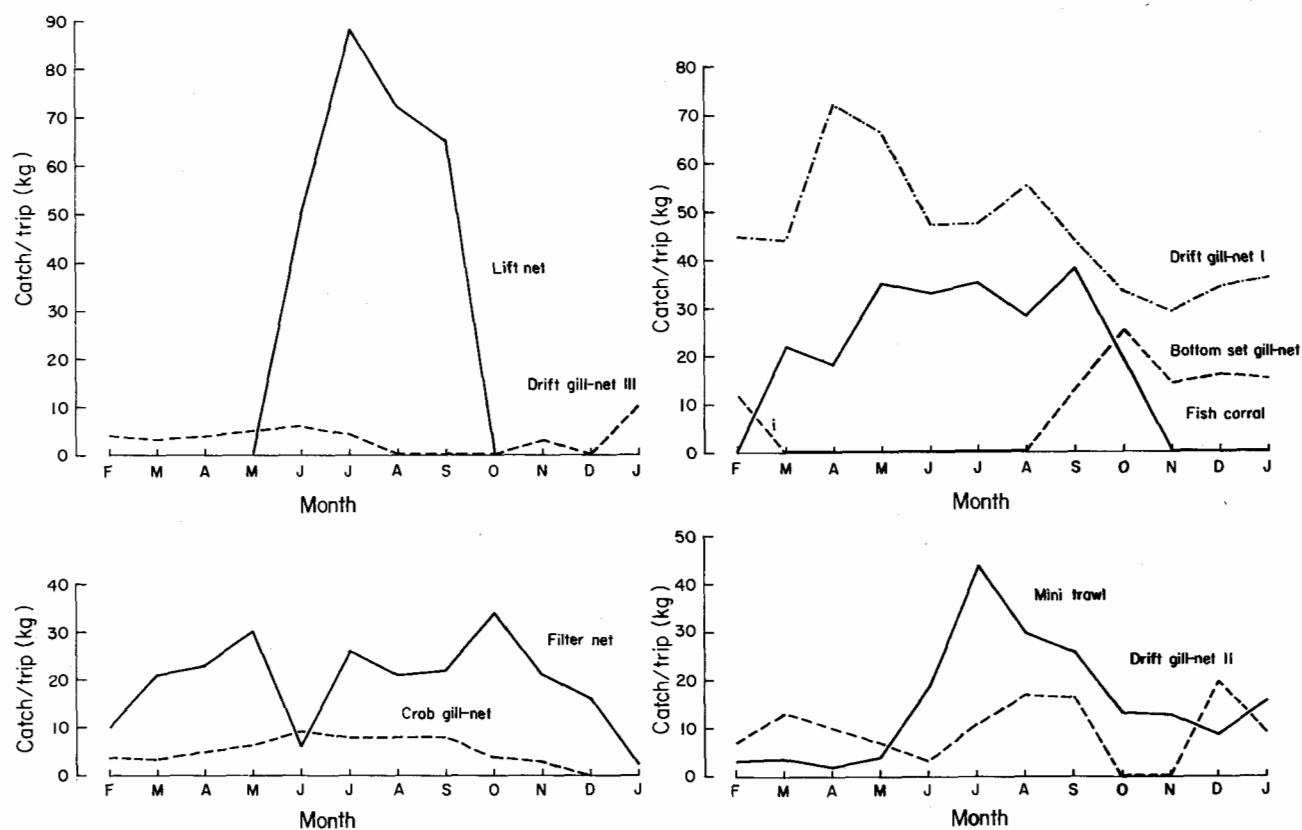 90
80
70
60
50
40
30
20
10
0
Catch/trip (kg)
Lift net
Drift gill-net III
F M A M J J A S O N D J
Month
80
70
60
50
40
30
20
10
0
Catch/trip (kg)
Drift gill-net I
Bottom set gill-net
Fish corral
F M A M J J A S O N D J
Month
40
30
20
10
0
Catch/trip (kg)
Filter net
Crab gill-net
F M A M J J A S O N D J
Month
50
40
30
20
10
0
Catch/trip (kg)
Mini trawl
Drift gill-net II
F M A M J J A S O N D J
Month